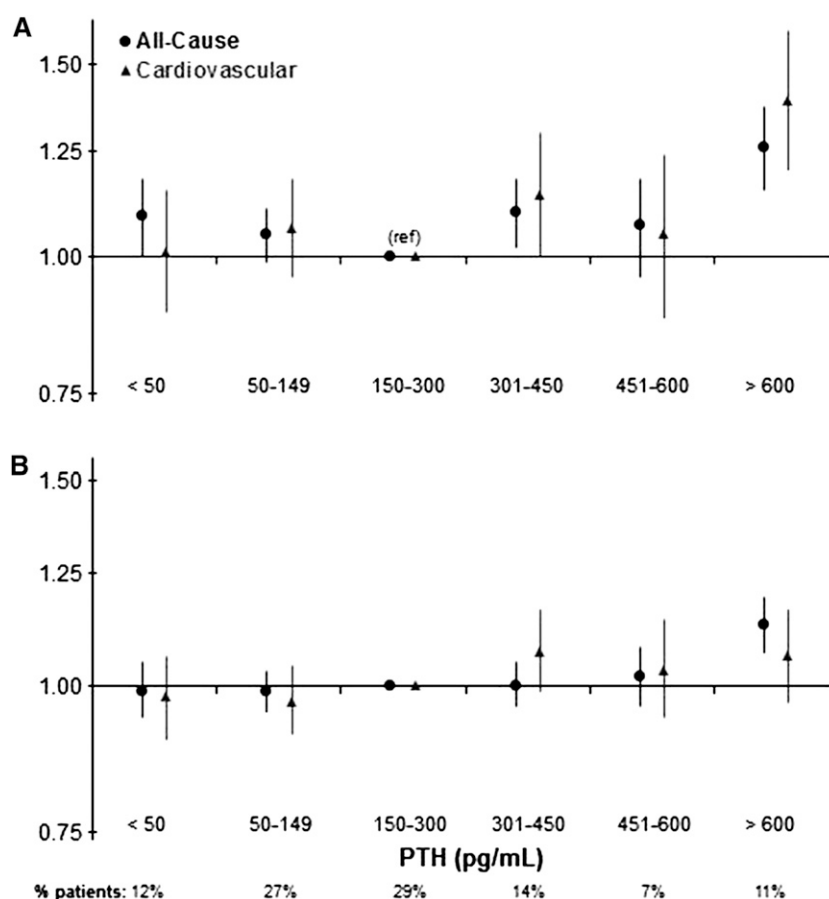 A
All-Cause
Cardiovascular
1.50
1.25
(ref)
1.00
< 50 50-149 150-300 301-450 451-600 > 600
0.75
B
1.50
1.25
1.00
< 50 50-149 150-300 301-450 451-600 > 600
0.75
PTH (pg/mL)
% patients: 12% 27% 29% 14% 7% 11%